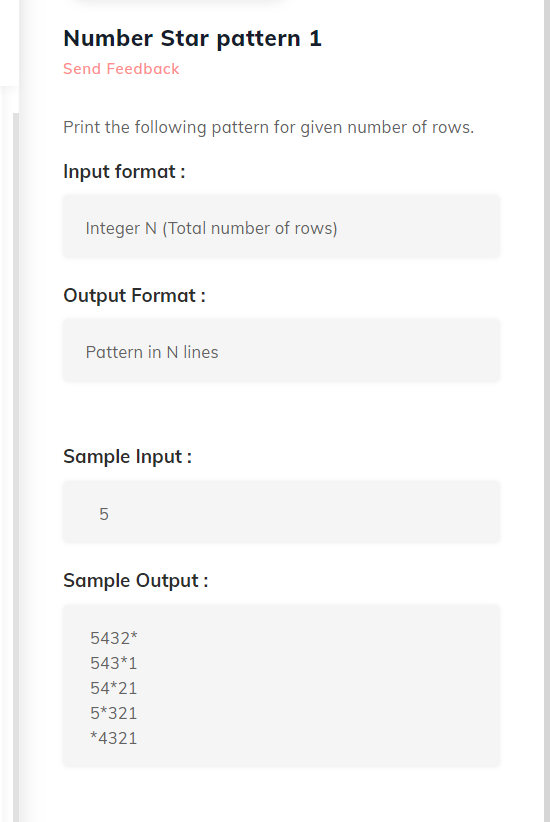 Number Star pattern 1
Send Feedback
Print the following pattern for given number of rows.
Input format :
Integer N (Total number of rows)
Output Format :
Pattern in N lines
Sample Input :
5
Sample Output :
5432*
543*1
54*21
5*321
*4321